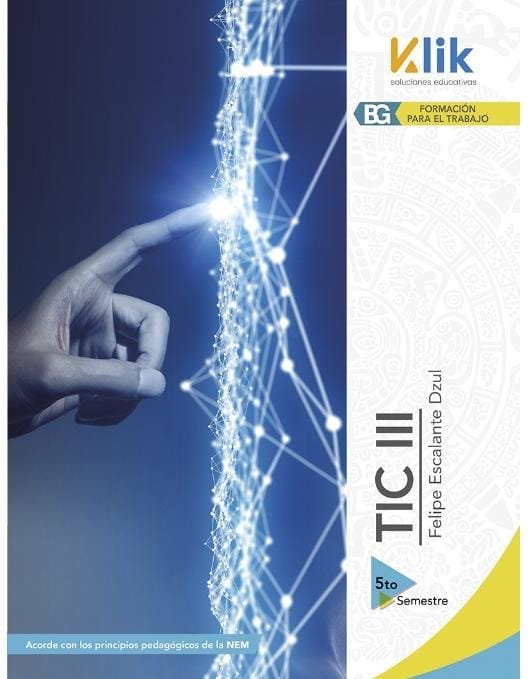 Klik
soluciones educativas
BG
FORMACIÓN
PARA EL TRABAJO
TIC III
Felipe Escalante Dzul
5to
Semestre
Acorde con los principios pedagógicos de la NEM